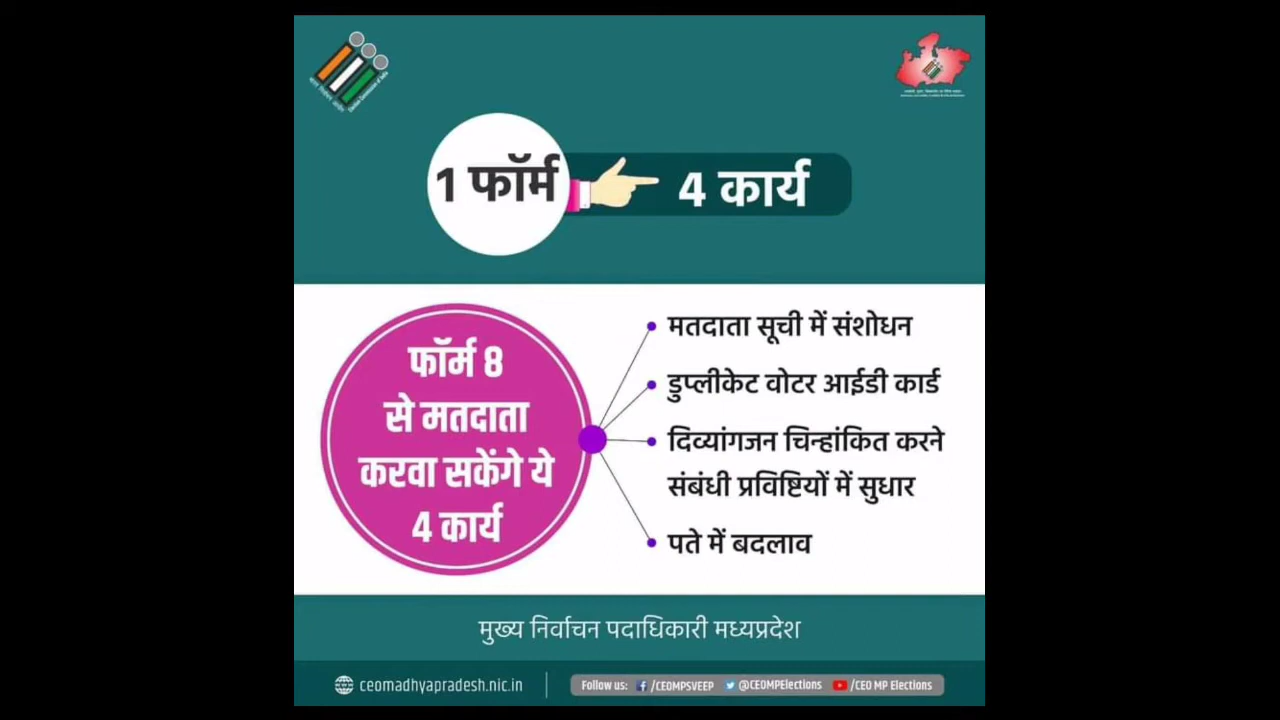 1 फॉर्म
4 कार्य
फॉर्म 8
से मतदाता
करवा सकेंगे ये
4 कार्य
मतदाता सूची में संशोधन
डुप्लीकेट वोटर आईडी कार्ड
दिव्यांगजन चिन्हांकित करने
संबंधी प्रविष्टियों में सुधार
पते में बदलाव
मुख्य निर्वाचन पदाधिकारी मध्यप्रदेश
ceomadhyapradesh.nic.in
Follow us: /CEOMPSVEEP @CEOMPElections /CEO MP Elections